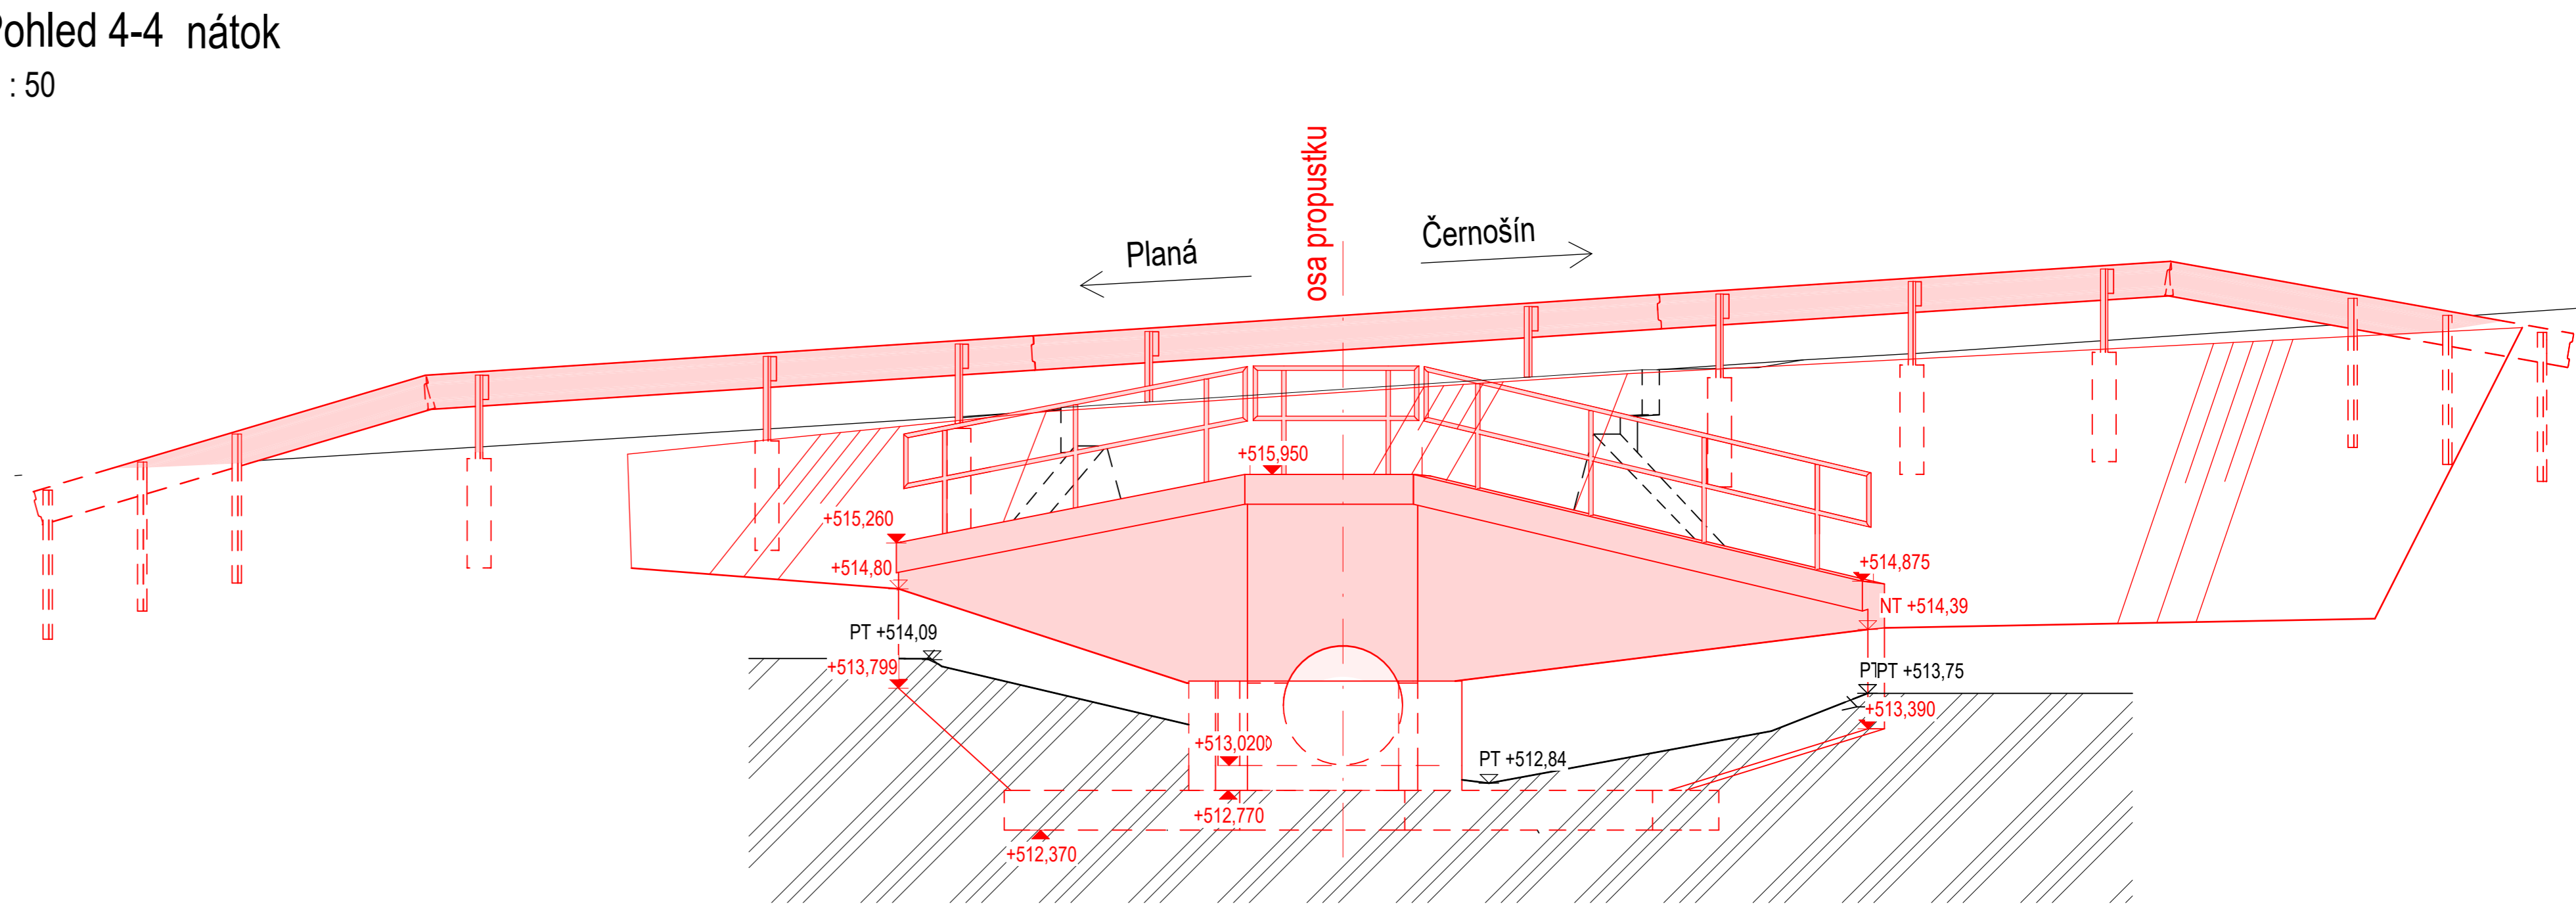 Pohled 4-4 nátok
: 50
osa propustku
Planá
Černošín
+515,950
+515,260
+514,80
+514,875
NT +514,39
PT +514,09
+513,799
PT +513,75
+513,390
+513,020
PT +512,84
+512,770
+512,370